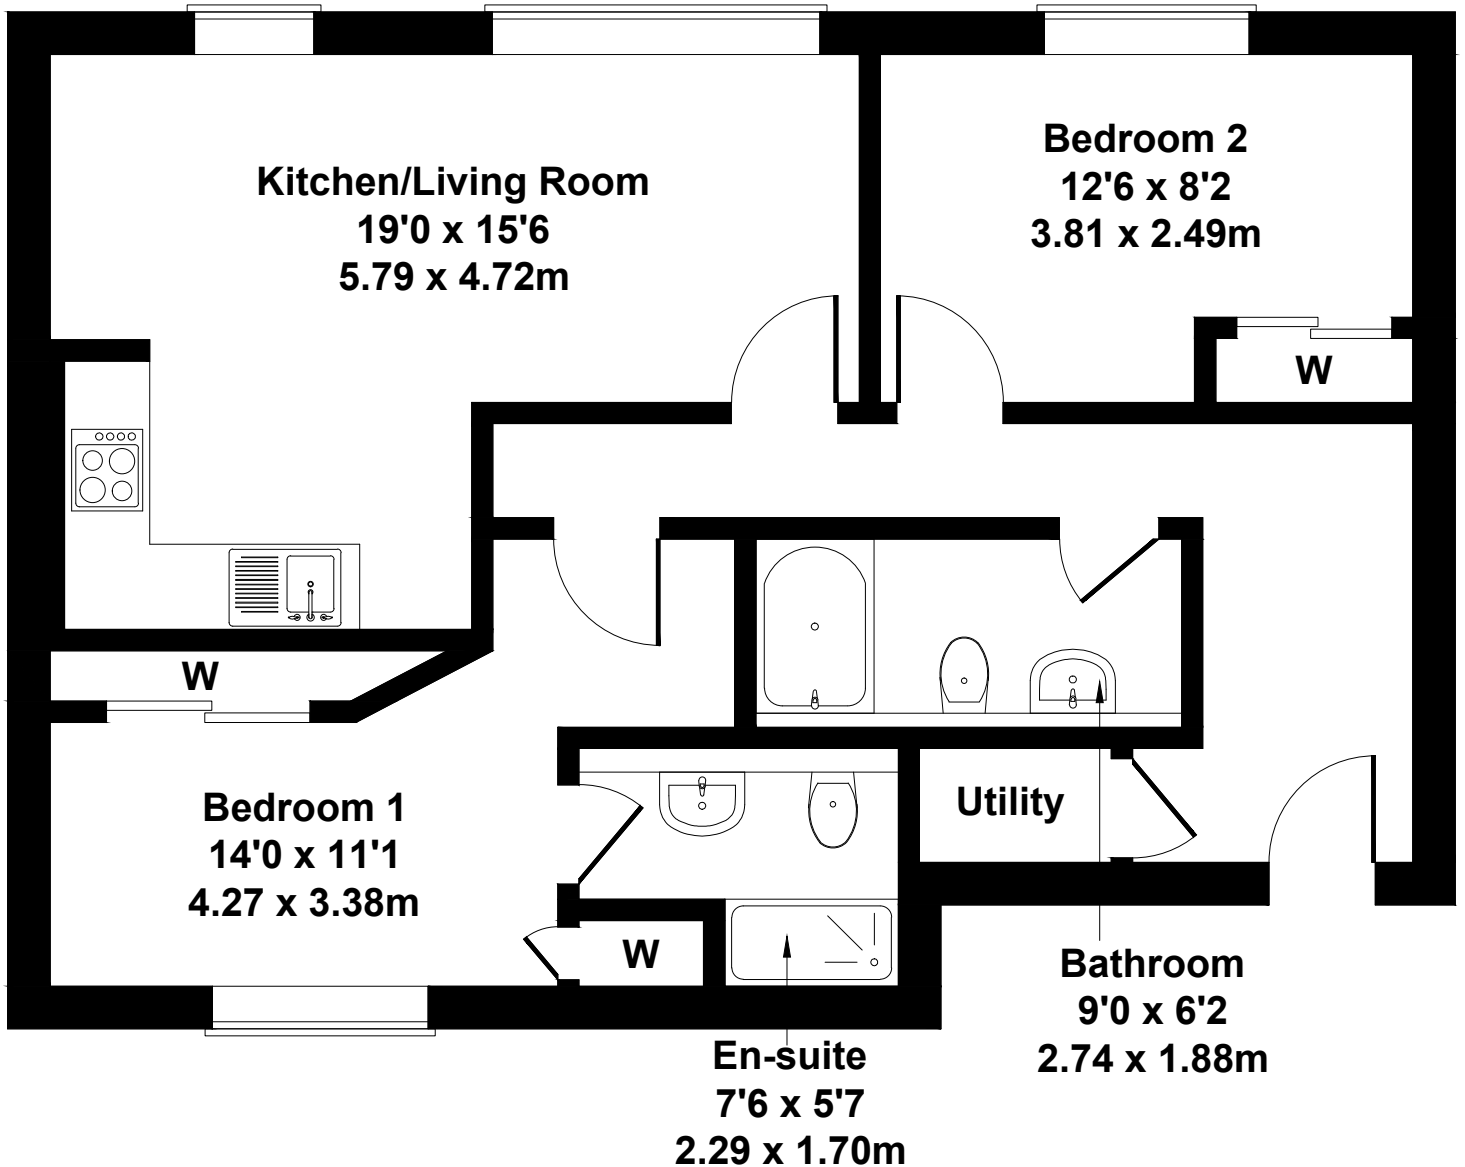 Kitchen/Living Room
19'0 x 15'6
5.79 x 4.72m
Bedroom 2
12'6 x 8'2
3.81 x 2.49m
W
W
Bedroom 1
14'0 x 11'1
4.27 x 3.38m
Utility
W
Bathroom
9'0 x 6'2
2.74 x 1.88m
En-suite
7'6 x 5'7
2.29 x 1.70m